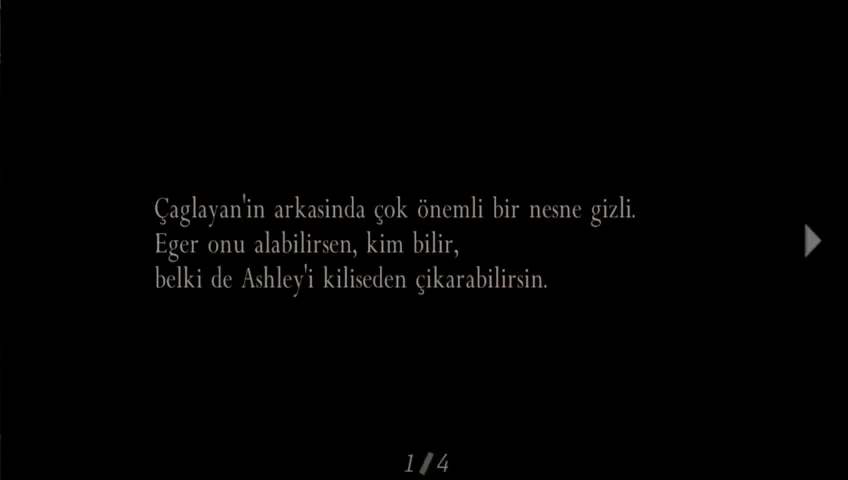 Çaglayan'in arkasinda çok önemli bir nesne gizli.
Eger onu alabilirsen, kim bilir,
belki de Ashley'i kiliseden çikarabilirsin.
1/4